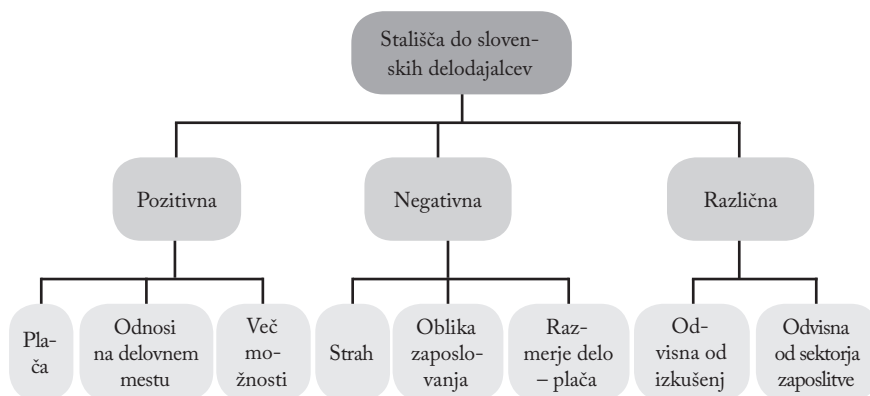 Stališča do sloven-
skih delodajalcev
Pozitivna
Negativna
Različna
Pla-
ča
Odnosi
na delovnem
mestu
Več
mo-
žnosti
Strah
Oblika
zaposlo-
vanja
Raz-
merje delo
– plača
Od-
visna od
izkušenj
Odvisna
od sektorja
zaposlitve